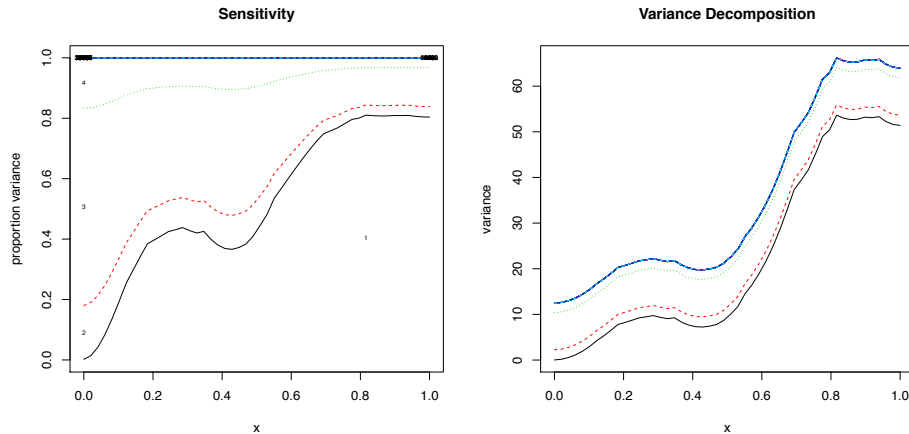 Sensitivity
proportion variance
0.0 0.2 0.4 0.6 0.8 1.0
4
3
2
1
0.0 0.2 0.4 0.6 0.8 1.0
x
Variance Decomposition
variance
0 10 20 30 40 50 60
0.0 0.2 0.4 0.6 0.8 1.0
x